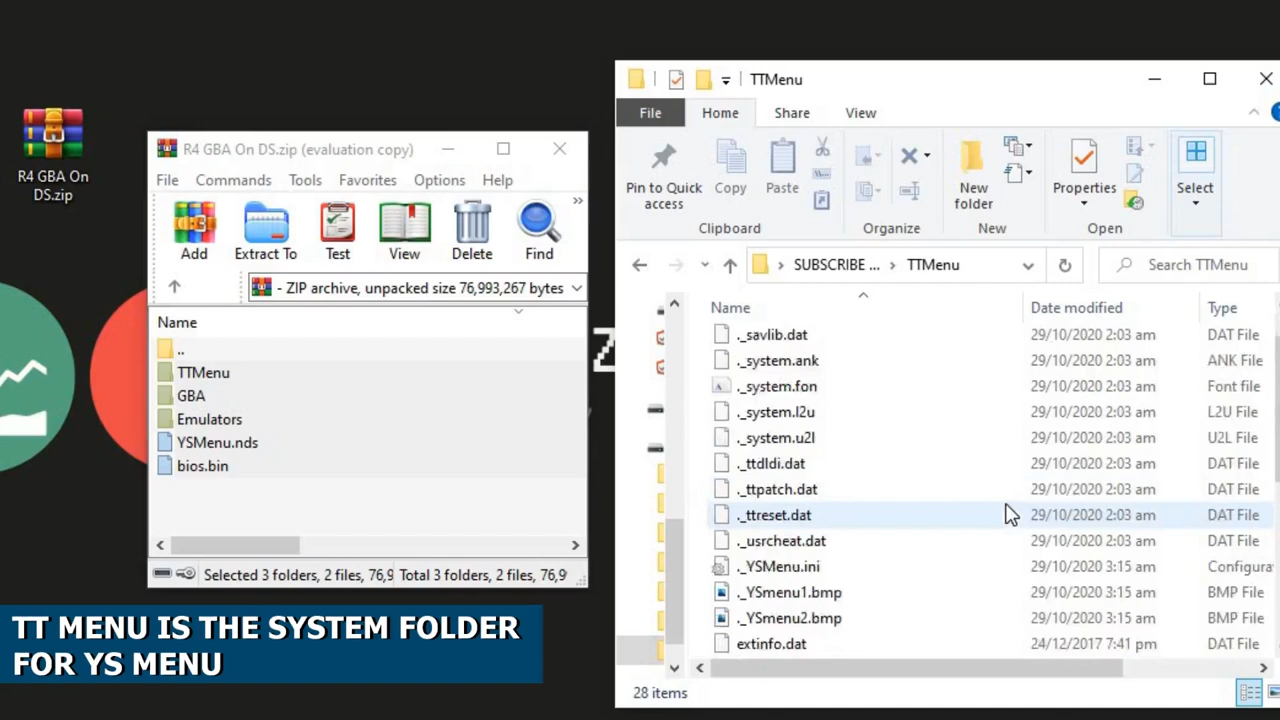 R4 GBA On
DS.zip
R4 GBA On DS.zip (evaluation copy)
File Commands Tools Favorites Options Help
Add Extract To Test View Delete Find
- ZIP archive, unpacked size 76,993,267 bytes
Name
..
TTMenu
GBA
Emulators
YSMenu.nds
bios.bin
Selected 3 folders, 2 files, 76,9 Total 3 folders, 2 files, 76,9
TT MENU IS THE SYSTEM FOLDER
FOR YS MENU
TTMenu
File Home Share View
Pin to Quick
access
Copy
Paste
New
folder
Properties
Select
Clipboard Organize New Open
SUBSCRIBE ... TTMenu
Search TTMenu
Name Date modified Type
._savlib.dat 29/10/2020 2:03 am DAT File
._system.ank 29/10/2020 2:03 am ANK File
._system.fon 29/10/2020 2:03 am Font file
._system.l2u 29/10/2020 2:03 am L2U File
._system.u2l 29/10/2020 2:03 am U2L File
._ttdldi.dat 29/10/2020 2:03 am DAT File
._ttpatch.dat 29/10/2020 2:03 am DAT File
._ttreset.dat 29/10/2020 2:03 am DAT File
._usrcheat.dat 29/10/2020 2:03 am DAT File
._YSMenu.ini 29/10/2020 3:15 am Configura
._YSmenu1.bmp 29/10/2020 3:15 am BMP File
._YSmenu2.bmp 29/10/2020 3:15 am BMP File
extinfo.dat 24/12/2017 7:41 pm DAT File
28 items